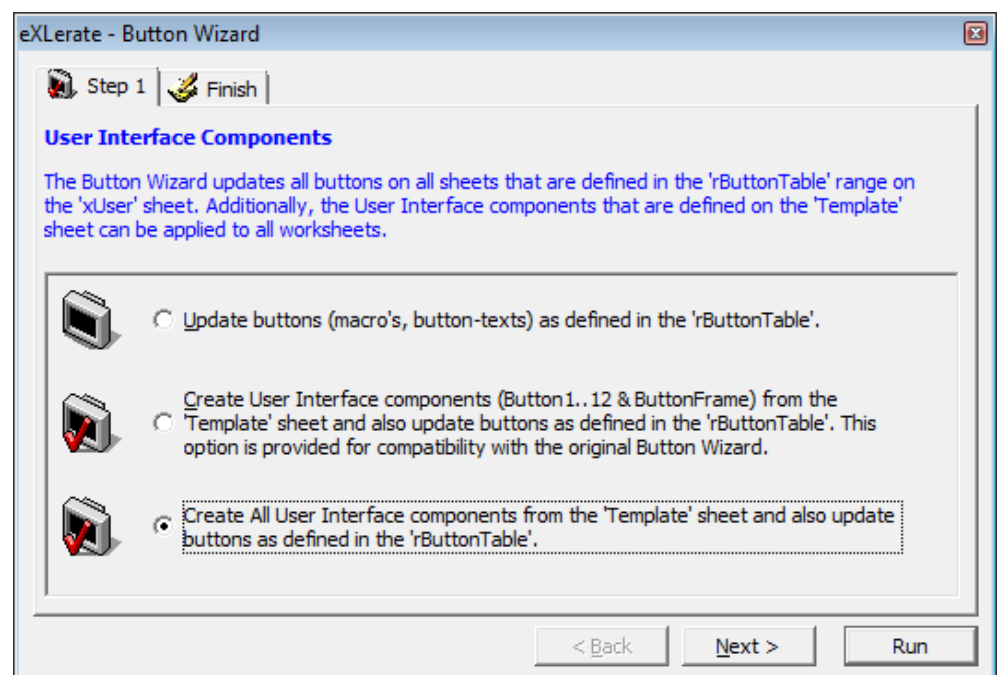 eXLerate - Button Wizard
Step 1
Finish
User Interface Components
The Button Wizard updates all buttons on all sheets that are defined in the 'rButtonTable' range on
the 'xUser' sheet. Additionally, the User Interface components that are defined on the 'Template'
sheet can be applied to all worksheets.
Update buttons (macro's, button-texts) as defined in the 'rButtonTable'.
Create User Interface components (Button1..12 & ButtonFrame) from the
'Template' sheet and also update buttons as defined in the 'rButtonTable'. This
option is provided for compatibility with the original Button Wizard.
Create All User Interface components from the 'Template' sheet and also update
buttons as defined in the 'rButtonTable'.
< Back
Next >
Run